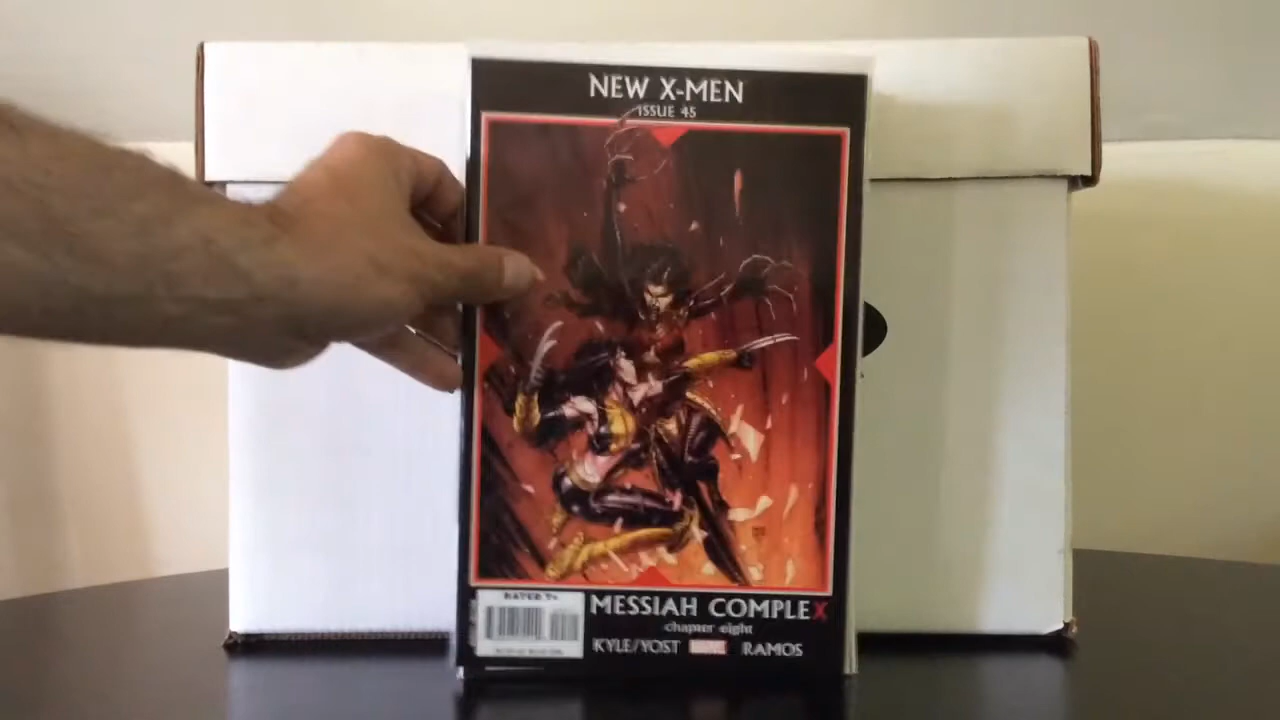 NEW X-MEN
ISSUE 45
RATED T+
MESSIAH COMPLEX
chapter eight
KYLE/YOST MARVEL RAMOS